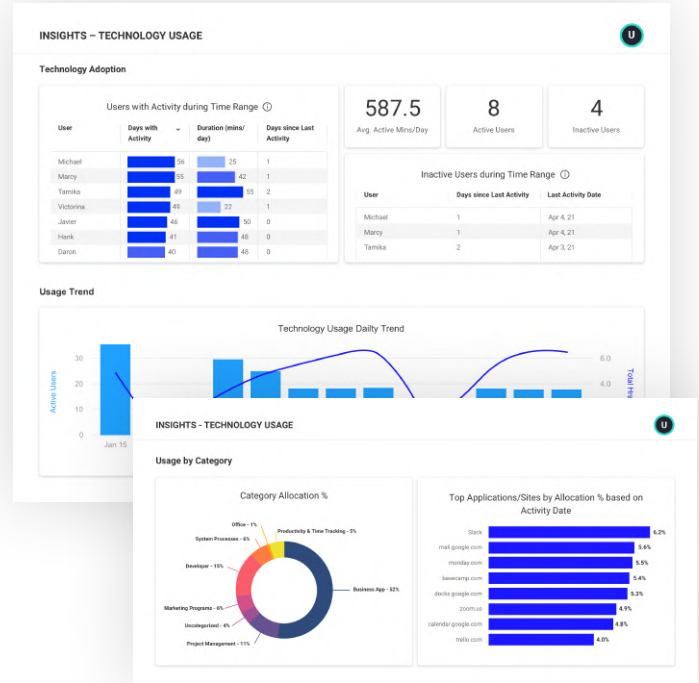 INSIGHTS – TECHNOLOGY USAGE
U
Technology Adoption
Users with Activity during Time Range
User Days with Activity Duration (mins/day) Days since Last Activity
Michael 56 25 1
Marcy 55 42 1
Tamika 49 55 2
Victorina 49 22 1
Javier 46 50 0
Hank 41 48 0
Daron 40 48 0
587.5
Avg. Active Mins/Day
8
Active Users
4
Inactive Users
Inactive Users during Time Range
User Days since Last Activity Last Activity Date
Michael 1 Apr 4, 21
Marcy 1 Apr 4, 21
Tamika 2 Apr 3, 21
Usage Trend
Technology Usage Dailty Trend
Active Users
30
20
10
0
Jan 15
6.0
4.0
Total
INSIGHTS - TECHNOLOGY USAGE
U
Usage by Category
Category Allocation %
Office - 1%
Productivity & Time Tracking - 5%
System Processes - 6%
Developer - 15%
Business App - 52%
Marketing Programs - 6%
Uncategorized - 4%
Project Management - 11%
Top Applications/Sites by Allocation % based on
Activity Date
Slack 6.2%
mail.google.com 5.6%
monday.com 5.5%
basecamp.com 5.4%
docks.google.com 5.3%
zoom.us 4.9%
calendar.google.com 4.8%
trello.com 4.0%